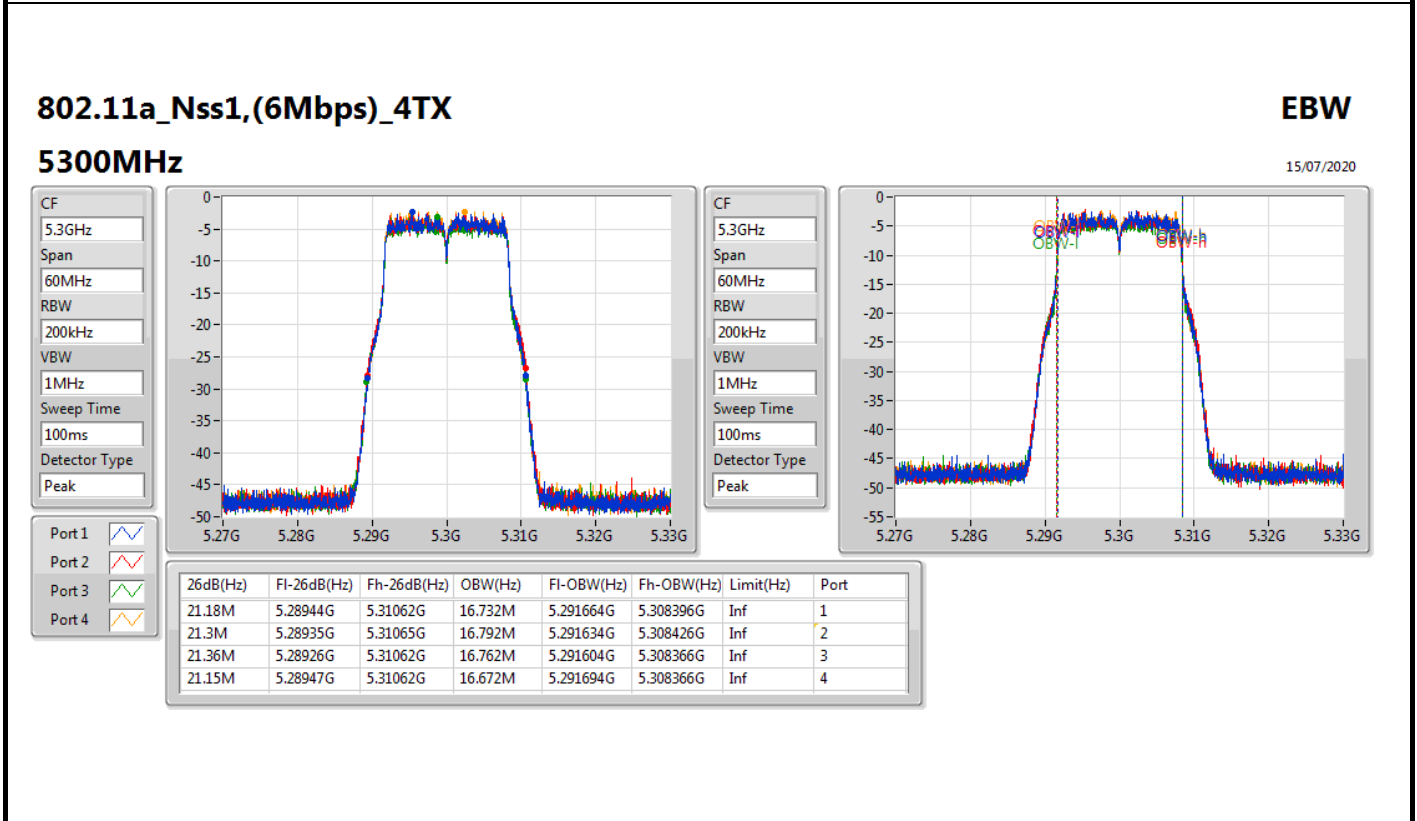 802.11a_Nss1,(6Mbps)_4TX
EBW
5300MHz
15/07/2020
CF
5.3GHz
Span
60MHz
RBW
200kHz
VBW
1MHz
Sweep Time
100ms
Detector Type
Peak
0
-5
-10
-15
-20
-25
-30
-35
-40
-45
-50
5.27G 5.28G 5.29G 5.3G 5.31G 5.32G 5.33G
CF
5.3GHz
Span
60MHz
RBW
200kHz
VBW
1MHz
Sweep Time
100ms
Detector Type
Peak
0
-5
-10
-15
-20
-25
-30
-35
-40
-45
-50
-55
OBW-l
OBW-h
5.27G 5.28G 5.29G 5.3G 5.31G 5.32G 5.33G
Port 1
Port 2
Port 3
Port 4
26dB(Hz) Fl-26dB(Hz) Fh-26dB(Hz) OBW(Hz) Fl-OBW(Hz) Fh-OBW(Hz) Limit(Hz) Port
21.18M 5.28944G 5.31062G 16.732M 5.291664G 5.308396G Inf 1
21.3M 5.28935G 5.31065G 16.792M 5.291634G 5.308426G Inf 2
21.36M 5.28926G 5.31062G 16.762M 5.291604G 5.308366G Inf 3
21.15M 5.28947G 5.31062G 16.672M 5.291694G 5.308366G Inf 4